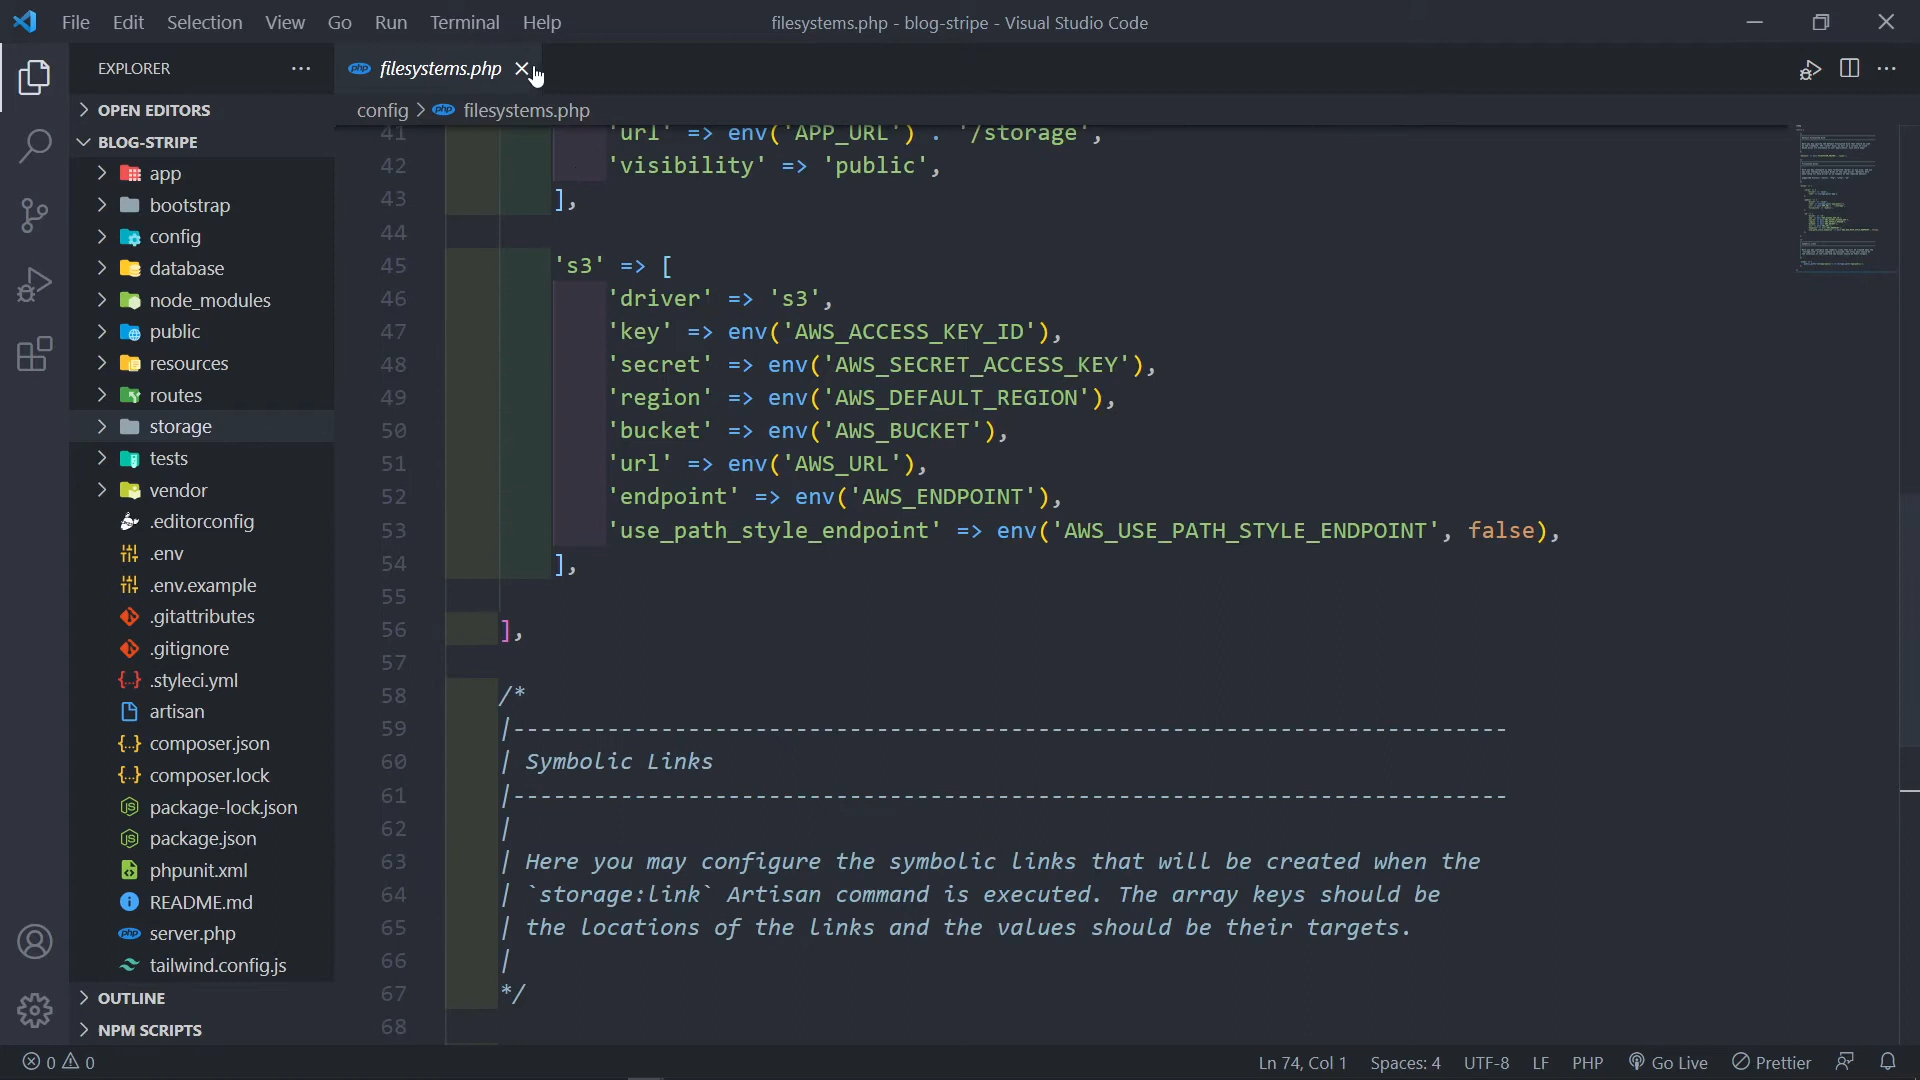 File Edit Selection View Go Run Terminal Help
filesystems.php - blog-stripe - Visual Studio Code
EXPLORER
OPEN EDITORS
BLOG-STRIPE
app
bootstrap
config
database
node_modules
public
resources
routes
storage
tests
vendor
.editorconfig
.env
.env.example
.gitattributes
.gitignore
.styleci.yml
artisan
composer.json
composer.lock
package-lock.json
package.json
phpunit.xml
README.md
server.php
tailwind.config.js
OUTLINE
NPM SCRIPTS
php filesystems.php
config > php filesystems.php
41 'url' => env('APP_URL') . '/storage',
42 'visibility' => 'public',
43 ],
44
45 's3' => [
46 'driver' => 's3',
47 'key' => env('AWS_ACCESS_KEY_ID'),
48 'secret' => env('AWS_SECRET_ACCESS_KEY'),
49 'region' => env('AWS_DEFAULT_REGION'),
50 'bucket' => env('AWS_BUCKET'),
51 'url' => env('AWS_URL'),
52 'endpoint' => env('AWS_ENDPOINT'),
53 'use_path_style_endpoint' => env('AWS_USE_PATH_STYLE_ENDPOINT', false),
54 ],
55
56 ],
57
58 /*
59 |--------------------------------------------------------------------------
60 | Symbolic Links
61 |--------------------------------------------------------------------------
62 |
63 | Here you may configure the symbolic links that will be created when the
64 | `storage:link` Artisan command is executed. The array keys should be
65 | the locations of the links and the values should be their targets.
66 |
67 */
68
0 0
Ln 74, Col 1 Spaces: 4 UTF-8 LF PHP Go Live Prettier